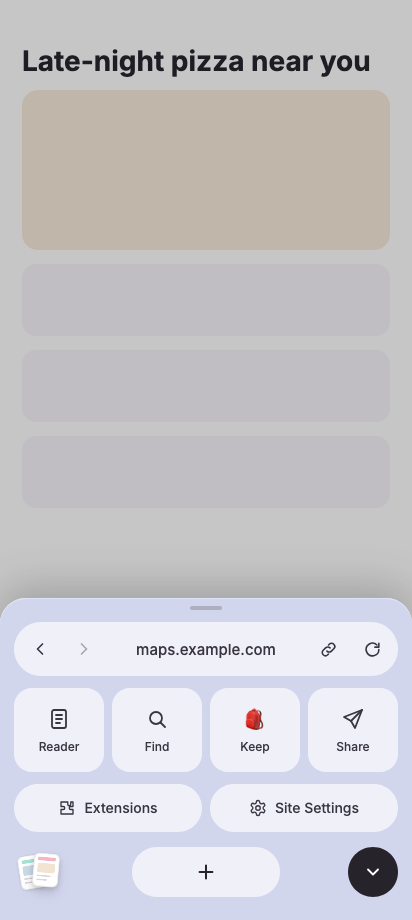 Late-night pizza near you
maps.example.com
Reader
Find
Keep
Share
Extensions
Site Settings